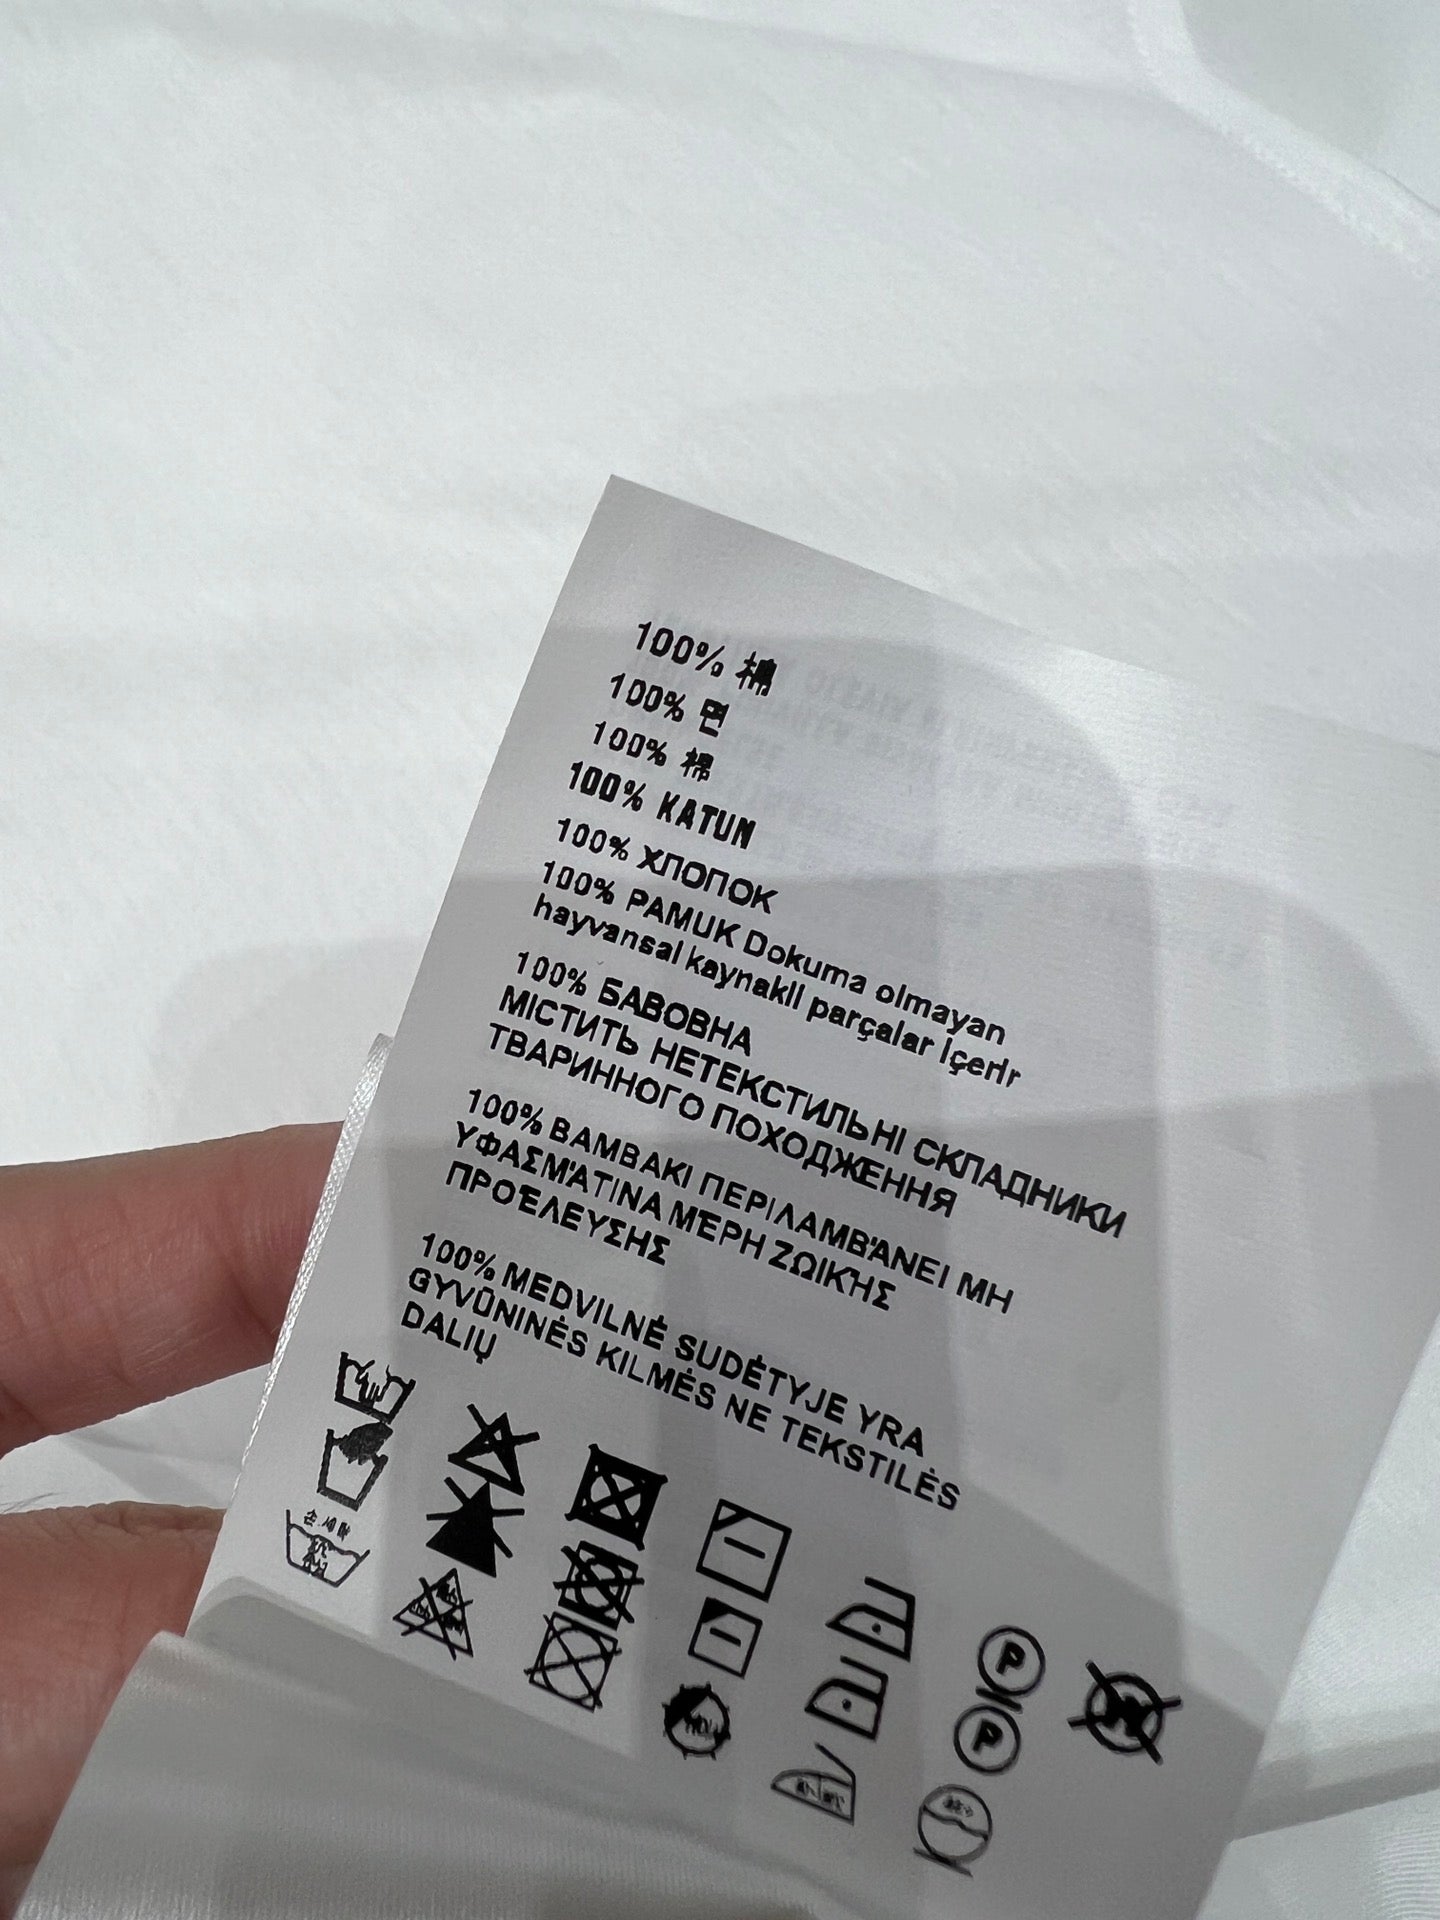 100% 棉
100% 면
100% 棉
100% KATUN
100% ХЛОПОК
100% PAMUK Dokuma olmayan
hayvansal kaynakli parçalar İçerir
100% БАВОВНА
МІСТИТЬ НЕТЕКСТИЛЬНІ СКЛАДНИКИ
ТВАРИННОГО ПОХОДЖЕННЯ
100% ΒΑΜΒΑΚΙ ΠΕΡΙΛΑΜΒΆΝΕΙ ΜΗ
ΥΦΑΣΜΆΤΙΝΑ ΜΈΡΗ ΖΩΙΚΉΣ
ΠΡΟΈΛΕΥΣΗΣ
100% MEDVILNĖ SUDĖTYJE YRA
GYVŪNINĖS KILMĖS NE TEKSTILĖS
DALIŲ
P
P